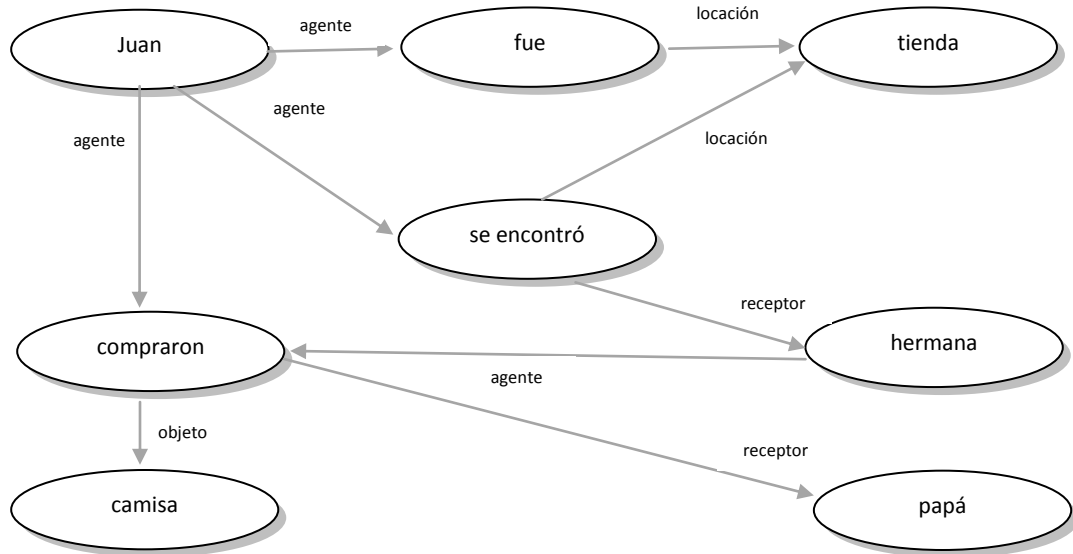 locación
agente
Juan
fue
tienda
agente
agente
locación
se encontró
receptor
compraron
hermana
agente
objeto
receptor
camisa
papá